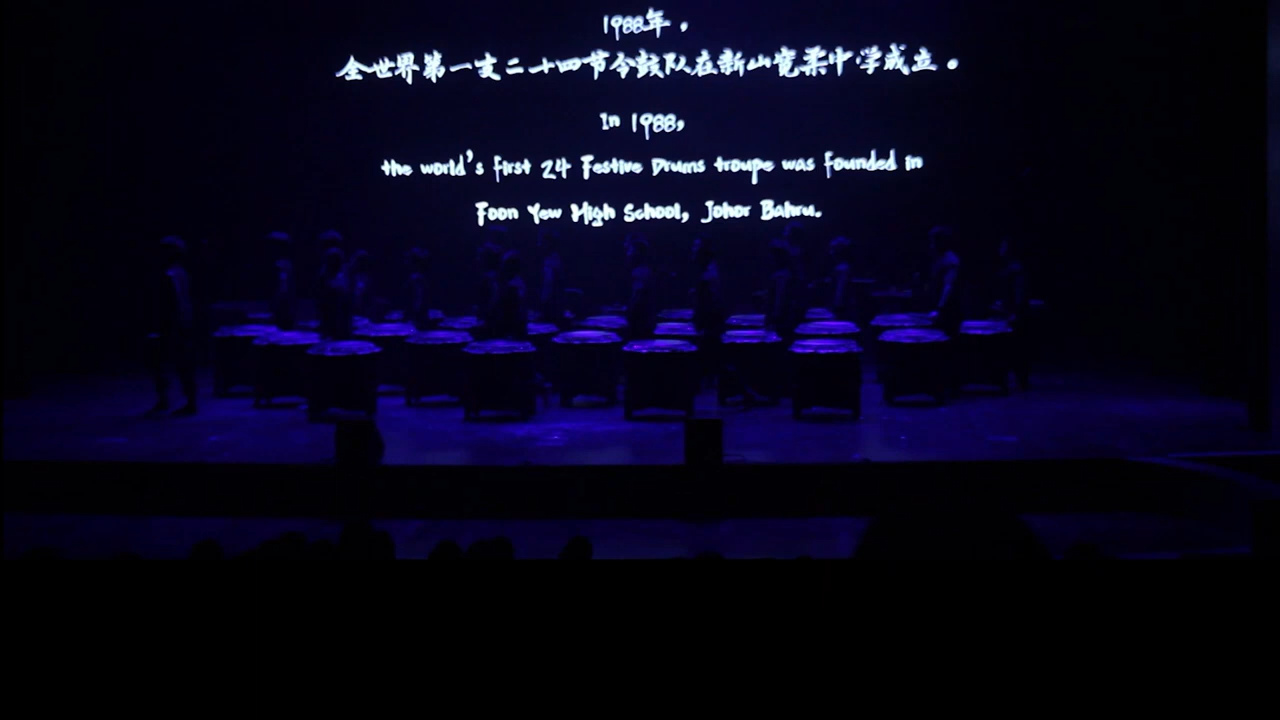 1988年，
全世界第一支二十四节令鼓队在新山宽柔中学成立。
In 1988,
the world's first 24 Festive Drums troupe was founded in
Foon Yew High School, Johor Bahru.